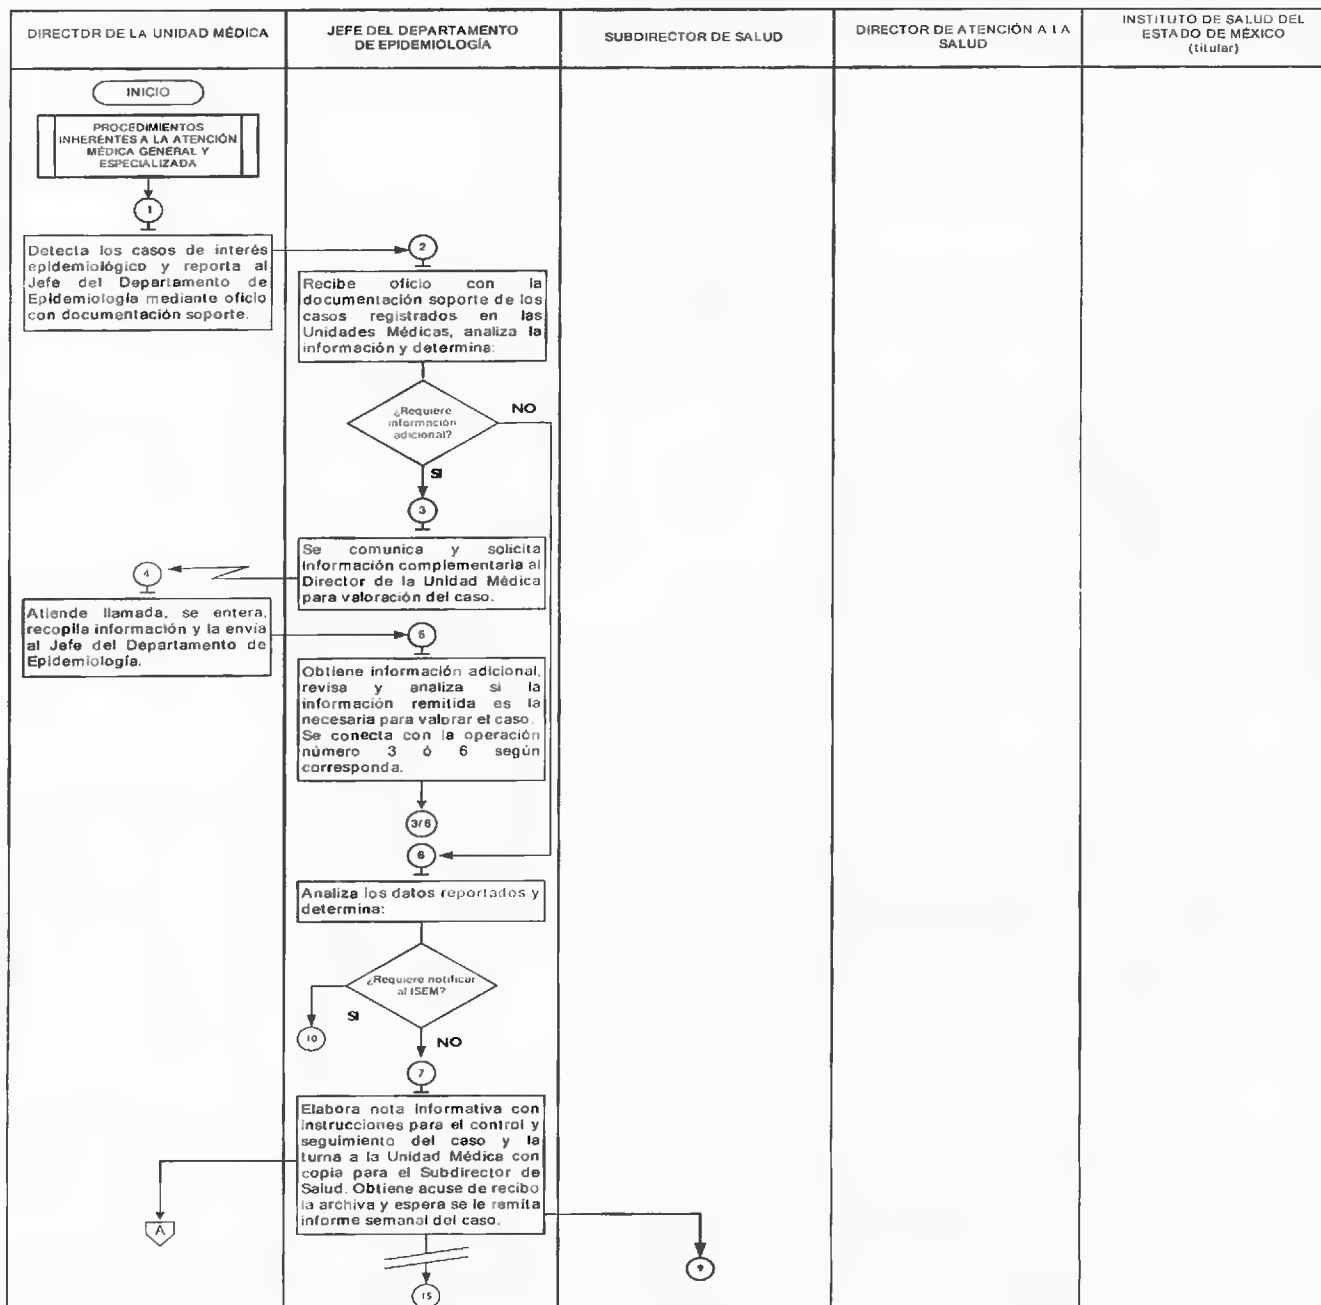 DIRECTOR DE LA UNIDAD MÉDICA
JEFE DEL DEPARTAMENTO
DE EPIDEMIOLOGÍA
SUBDIRECTOR DE SALUD
DIRECTOR DE ATENCIÓN A LA
SALUD
INSTITUTO DE SALUD DEL
ESTADO DE MÉXICO
(titular)
INICIO
PROCEDIMIENTOS
INHERENTES A LA ATENCIÓN
MÉDICA GENERAL Y
ESPECIALIZADA
1
Detecta los casos de interés
epidemiológico y reporta al
Jefe del Departamento de
Epidemiología mediante oficio
con documentación soporte.
2
Recibe oficio con la
documentación soporte de los
casos registrados en las
Unidades Médicas, analiza la
información y determina:
¿Requiere
información
adicional?
NO
SI
3
Se comunica y solicita
información complementaria al
Director de la Unidad Médica
para valoración del caso.
4
Atiende llamada, se entera,
recopila información y la envía
al Jefe del Departamento de
Epidemiología.
5
Obtiene información adicional,
revisa y analiza si la
información remitida es la
necesaria para valorar el caso.
Se conecta con la operación
número 3 ó 6 según
corresponda.
3/6
6
Analiza los datos reportados y
determina:
¿Requiere notificar
al ISEM?
SI
10
NO
7
Elabora nota informativa con
instrucciones para el control y
seguimiento del caso y la
turna a la Unidad Médica con
copia para el Subdirector de
Salud. Obtiene acuse de recibo
la archiva y espera se le remita
informe semanal del caso.
A
9
15